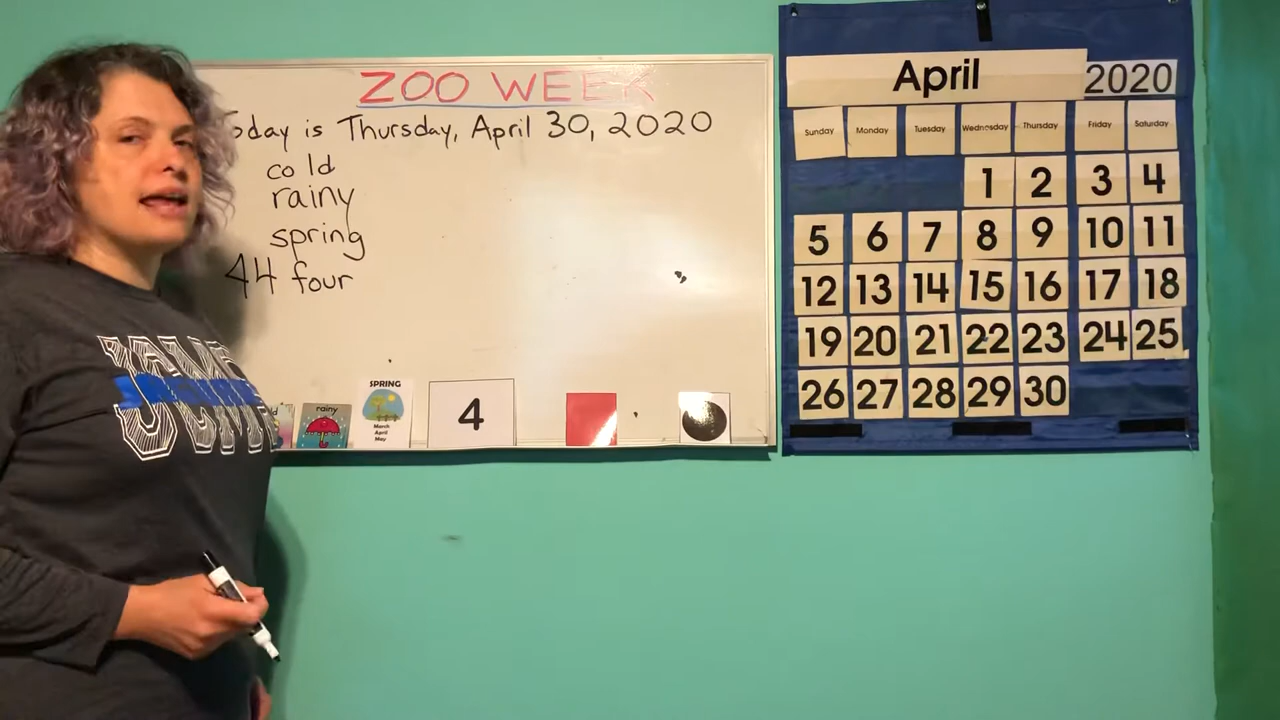 ZOO WEEK
Today is Thursday, April 30, 2020
cold
rainy
spring
44 four
rainy
SPRING
March
April
May
4
April 2020
Sunday Monday Tuesday Wednesday Thursday Friday Saturday
1 2 3 4
5 6 7 8 9 10 11
12 13 14 15 16 17 18
19 20 21 22 23 24 25
26 27 28 29 30